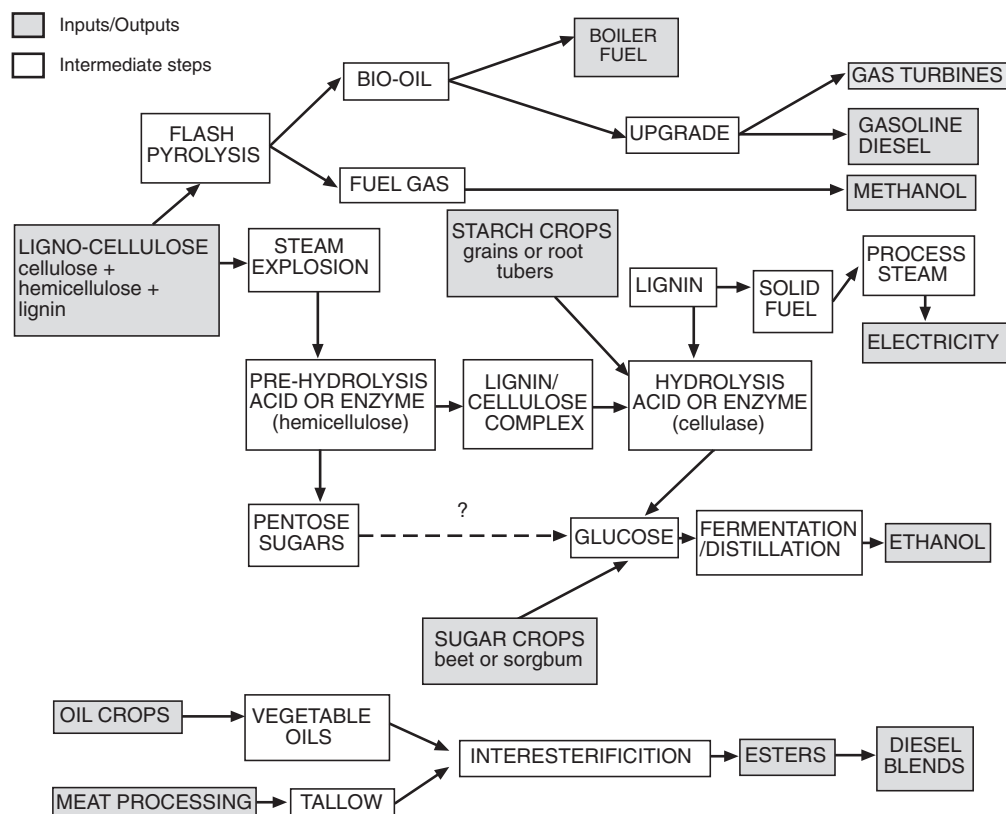 Inputs/Outputs
Intermediate steps
BOILER
FUEL
BIO-OIL
GAS TURBINES
FLASH
PYROLYSIS
UPGRADE
GASOLINE
DIESEL
FUEL GAS
METHANOL
LIGNO-CELLULOSE
cellulose +
hemicellulose +
lignin
STEAM
EXPLOSION
STARCH CROPS
grains or root
tubers
LIGNIN
SOLID
FUEL
PROCESS
STEAM
ELECTRICITY
PRE-HYDROLYSIS
ACID OR ENZYME
(hemicellulose)
LIGNIN/
CELLULOSE
COMPLEX
HYDROLYSIS
ACID OR ENZYME
(cellulase)
PENTOSE
SUGARS
?
GLUCOSE
FERMENTATION
/DISTILLATION
ETHANOL
SUGAR CROPS
beet or sorgbum
OIL CROPS
VEGETABLE
OILS
INTERESTERIFICITION
ESTERS
DIESEL
BLENDS
MEAT PROCESSING
TALLOW